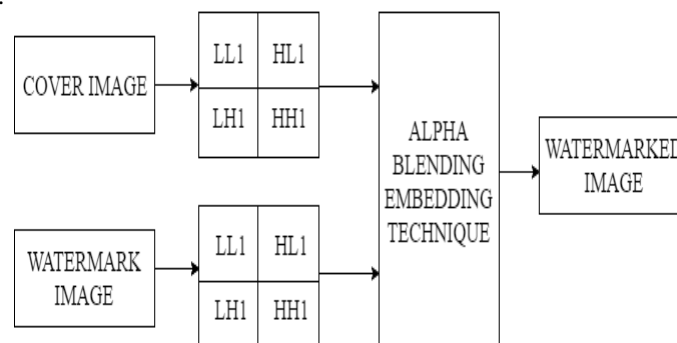 COVER IMAGE
LL1 HL1
LH1 HH1
WATERMARK
IMAGE
LL1 HL1
LH1 HH1
ALPHA
BLENDING
EMBEDDING
TECHNIQUE
WATERMARKED
IMAGE